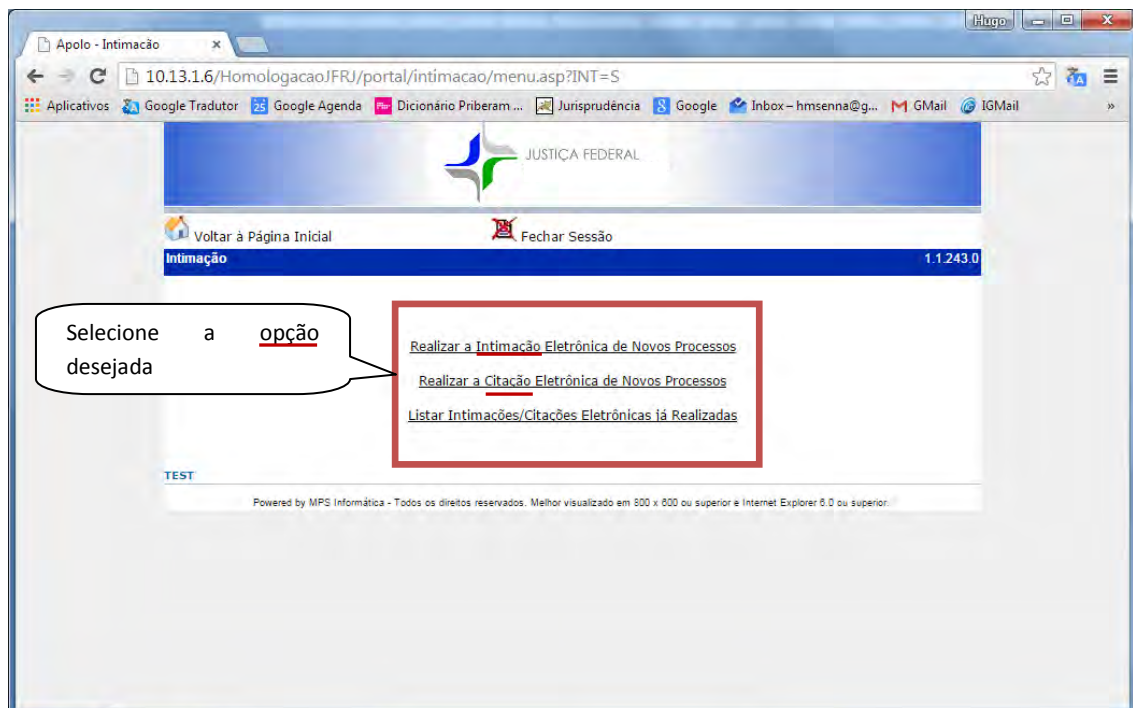 Hugo
Apolo - Intimacão
10.13.1.6/HomologacaoJFRJ/portal/intimacao/menu.asp?INT=S
Aplicativos Google Tradutor 25 Google Agenda Dicionário Priberam ... Jurisprudência 8 Google Inbox – hmsenna@g... GMail IGMail »
JUSTIÇA FEDERAL
Voltar à Página Inicial Fechar Sessão
Intimação 1.1.243.0
Selecione a opção
desejada
Realizar a Intimação Eletrônica de Novos Processos
Realizar a Citação Eletrônica de Novos Processos
Listar Intimações/Citações Eletrônicas já Realizadas
TEST
Powered by MPS Informática - Todos os direitos reservados. Melhor visualizado em 800 x 600 ou superior e Internet Explorer 6.0 ou superior.